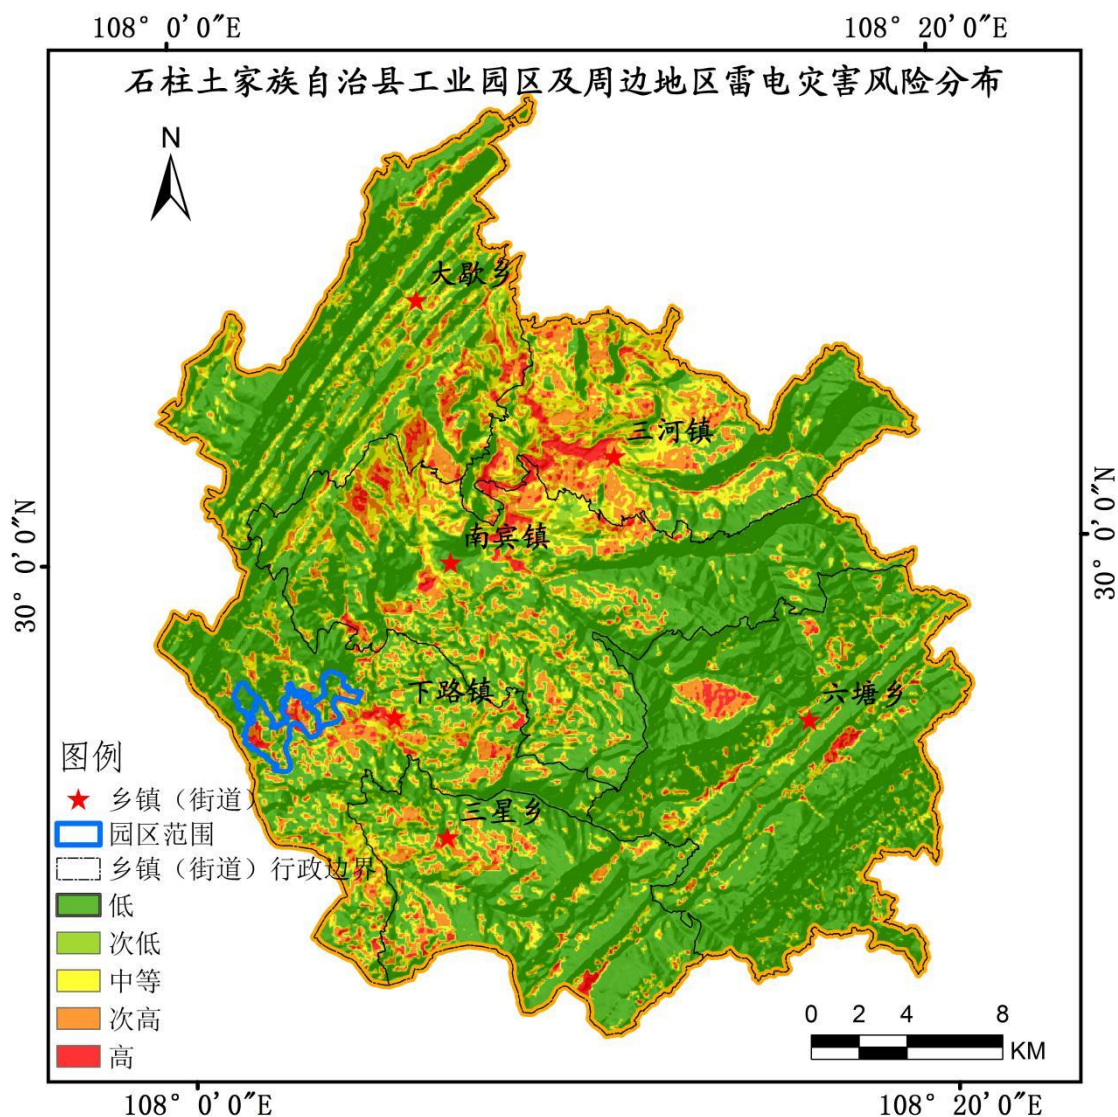 108° 0′0″E
108° 20′0″E
石柱土家族自治县工业园区及周边地区雷电灾害风险分布
N
大歇乡
三河镇
南宾镇
30° 0′0″N
30° 0′0″N
下路镇
六塘乡
三星乡
图例
乡镇（街道）
园区范围
乡镇（街道）行政边界
低
次低
中等
次高
高
0 2 4 8
KM
108° 0′0″E
108° 20′0″E